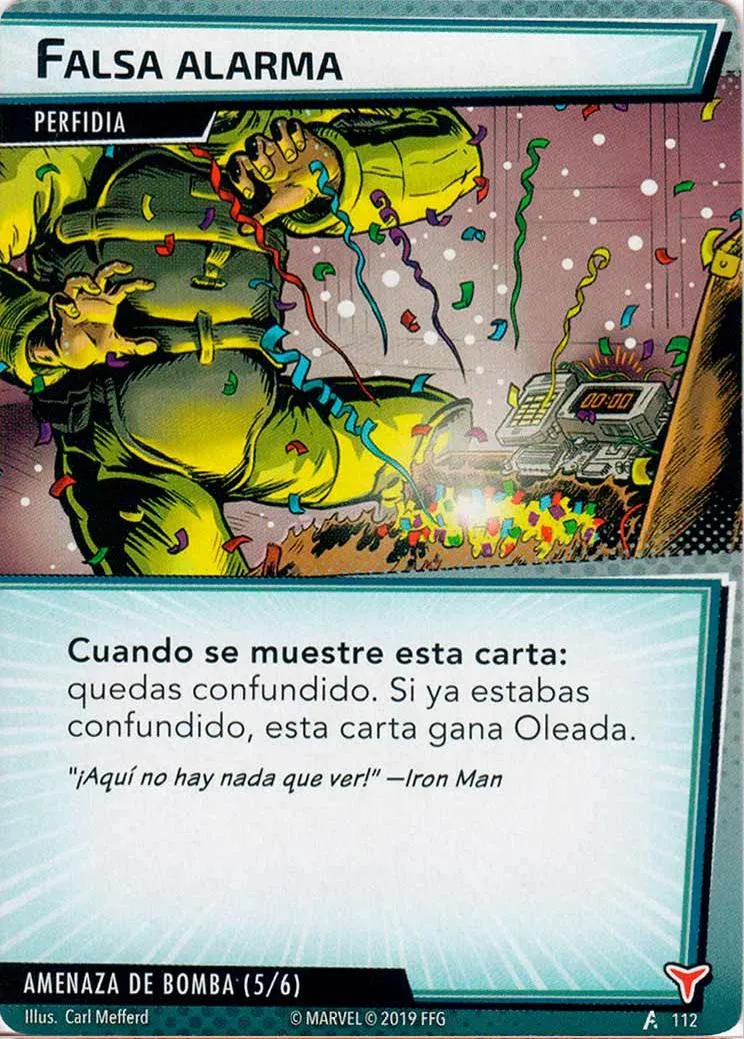 FALSA ALARMA
PERFIDIA
00:00
Cuando se muestre esta carta:
quedas confundido. Si ya estabas
confundido, esta carta gana Oleada.
"¡Aquí no hay nada que ver!" —Iron Man
AMENAZA DE BOMBA (5/6)
Illus. Carl Mefferd © MARVEL © 2019 FFG 112